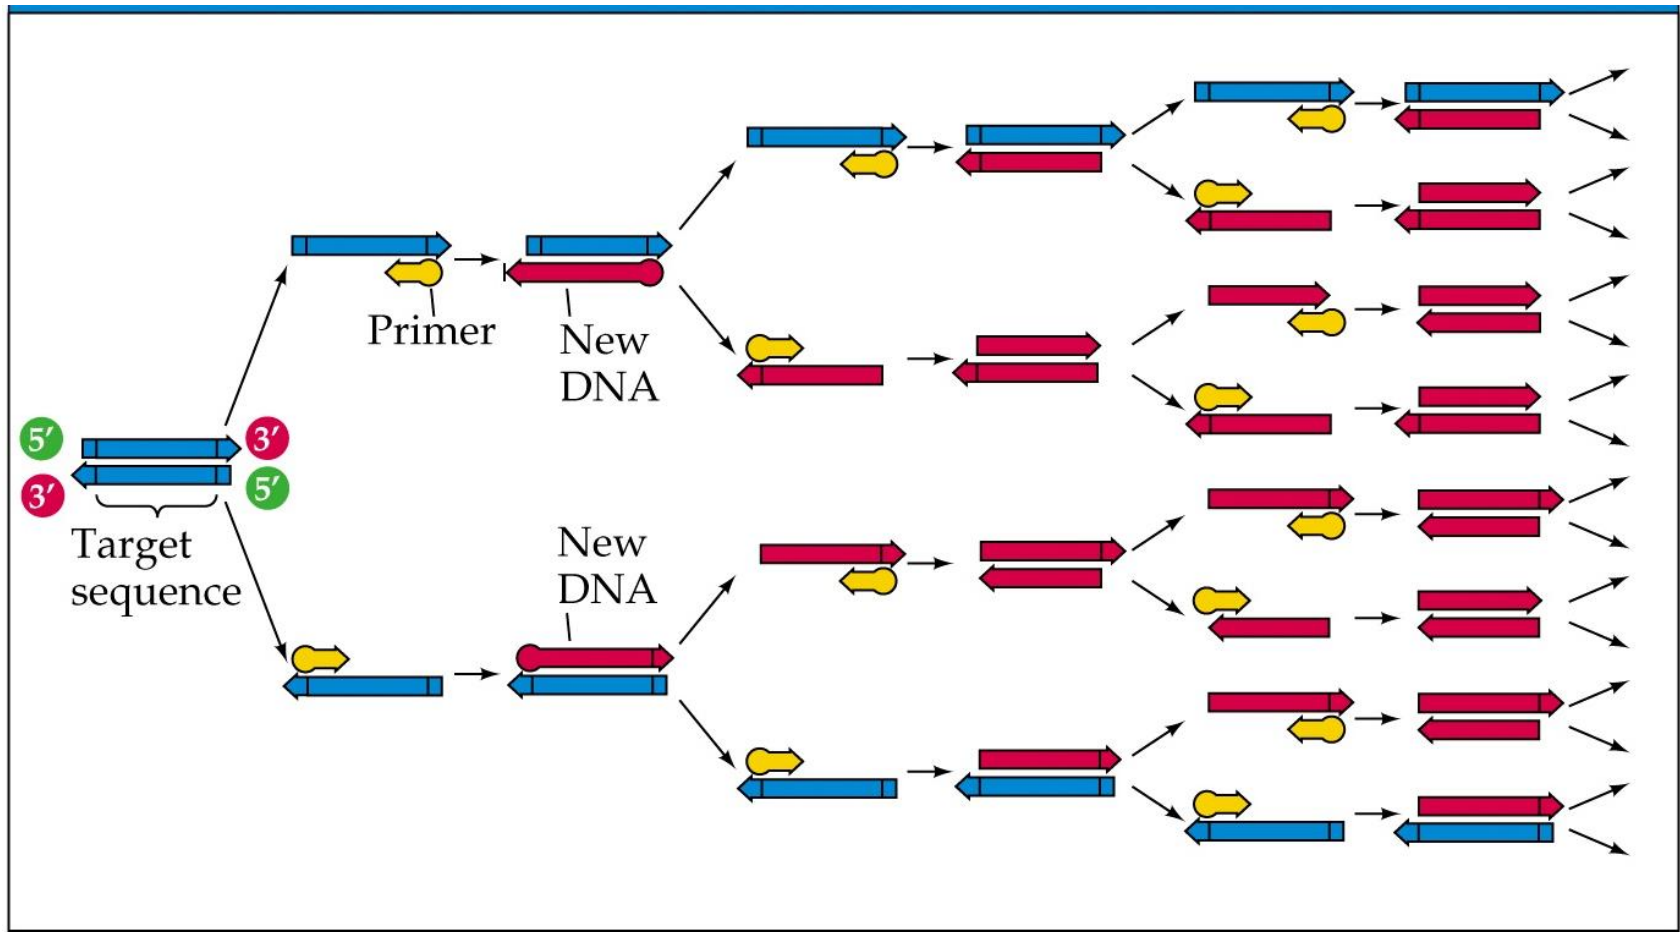 Primer
New
DNA
5′
3′
3′
5′
Target
sequence
New
DNA